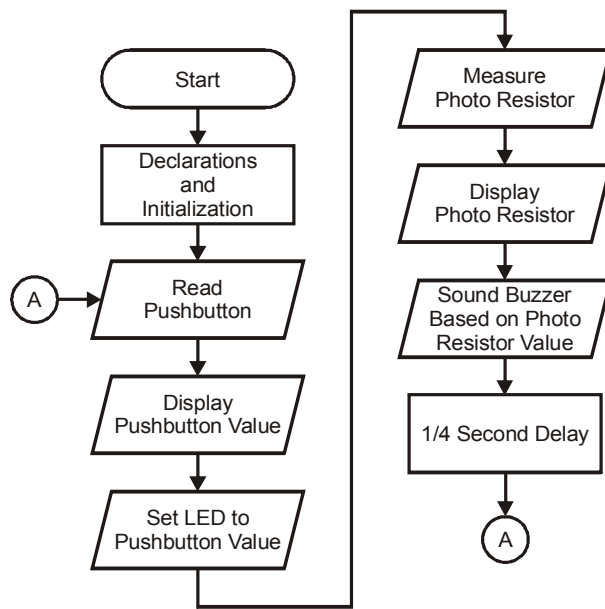 Start
Declarations
and
Initialization
A
Read
Pushbutton
Display
Pushbutton Value
Set LED to
Pushbutton Value
Measure
Photo Resistor
Display
Photo Resistor
Sound Buzzer
Based on Photo
Resistor Value
1/4 Second Delay
A